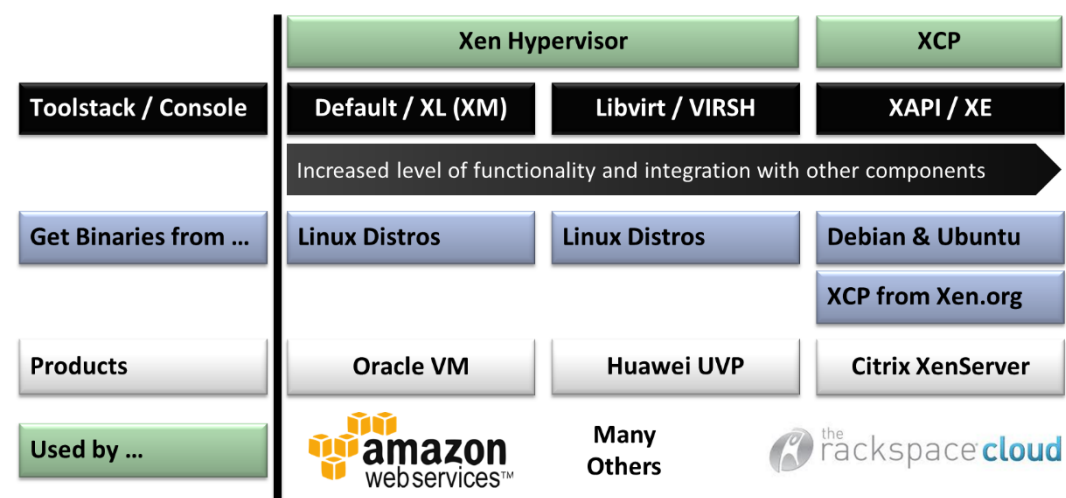 Xen Hypervisor
XCP
Toolstack / Console
Default / XL (XM)
Libvirt / VIRSH
XAPI / XE
Increased level of functionality and integration with other components
Get Binaries from ...
Linux Distros
Linux Distros
Debian & Ubuntu
XCP from Xen.org
Products
Oracle VM
Huawei UVP
Citrix XenServer
Used by ...
amazon
webservices™
Many
Others
the
rackspace cloud